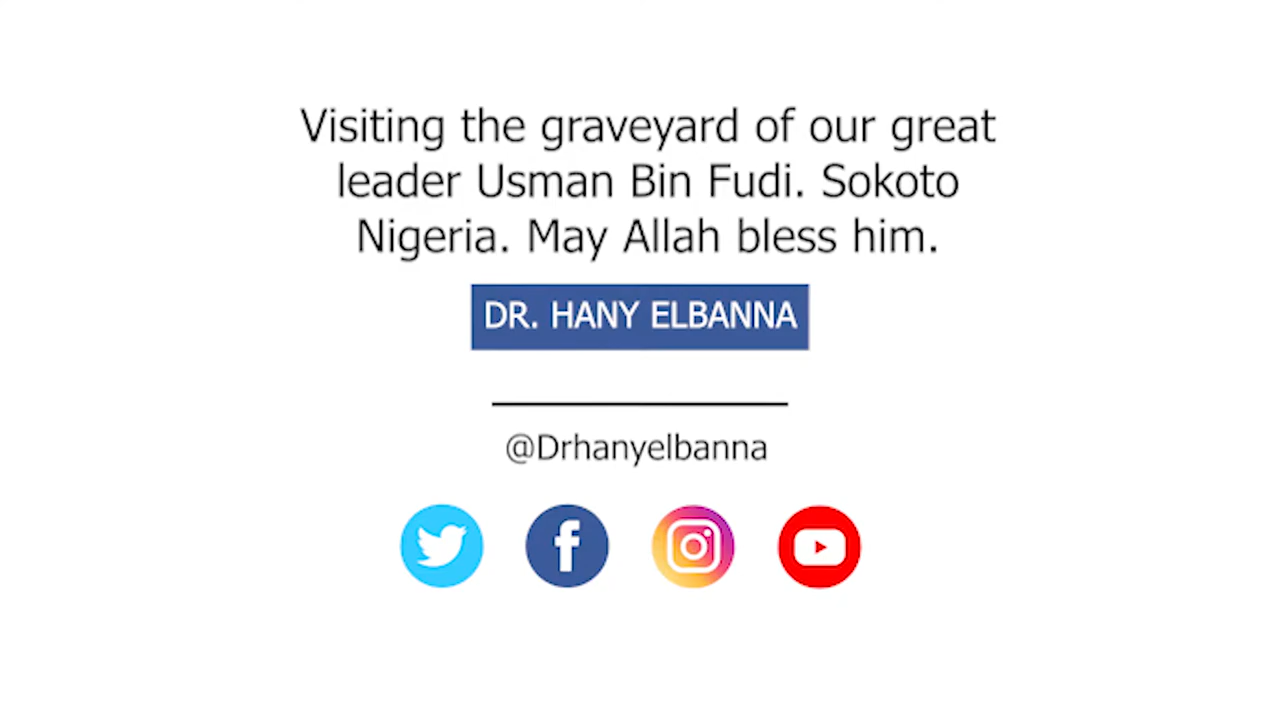 Visiting the graveyard of our great
leader Usman Bin Fudi. Sokoto
Nigeria. May Allah bless him.
DR. HANY ELBANNA
@Drhanyelbanna